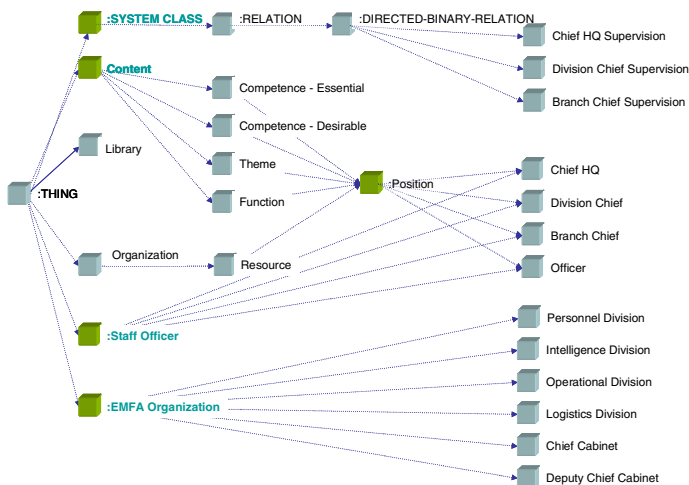 :SYSTEM CLASS
:RELATION
:DIRECTED-BINARY-RELATION
Chief HQ Supervision
Content
Division Chief Supervision
Competence - Essential
Branch Chief Supervision
Competence - Desirable
Library
Theme
Chief HQ
:Position
:THING
Function
Division Chief
Branch Chief
Organization
Resource
Officer
Personnel Division
:Staff Officer
Intelligence Division
Operational Division
:EMFA Organization
Logistics Division
Chief Cabinet
Deputy Chief Cabinet